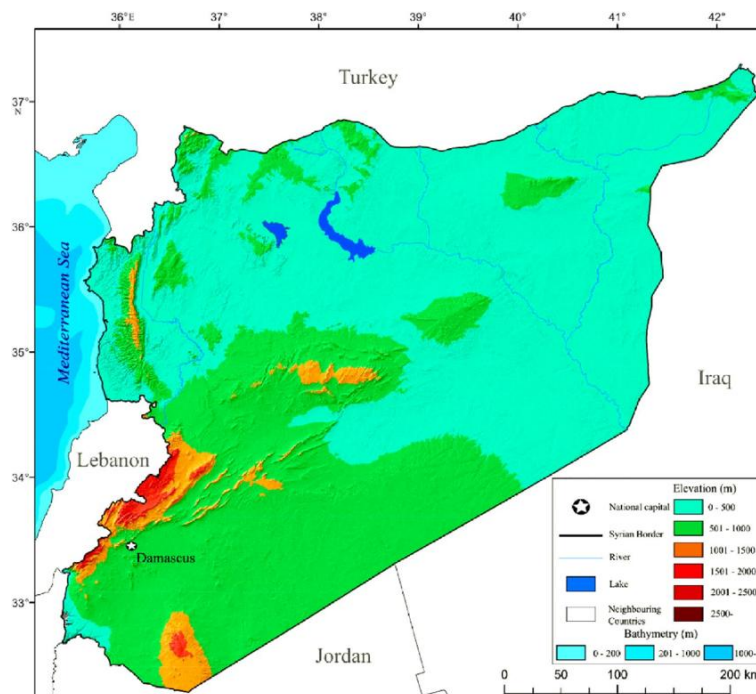 36°E
38°
39°
40°
41°
42°
Turkey
37°
N
36°
Mediterranean Sea
35°
Iraq
Lebanon
34°
Damascus
33°
Jordan
National capital
Syrian Border
River
Lake
Neighbouring
Countries
Elevation (m)
0 - 500
501 - 1000
1001 - 1500
1501 - 2000
2001 - 2500
2500-
Bathymetry (m)
0 - 200
201 - 1000
1000-
0
50
100
200 km